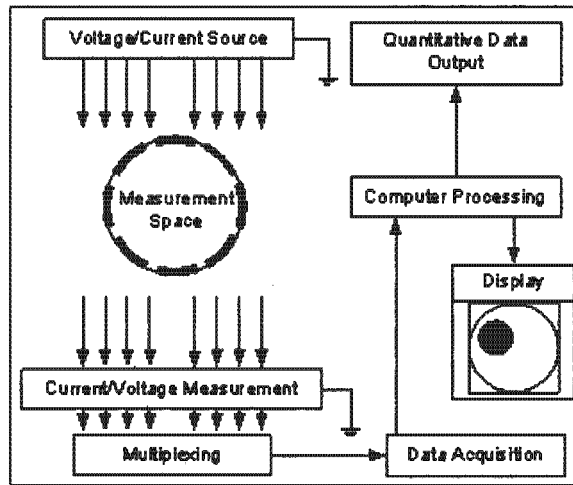 Voltage/Current Source
Quantitative Data
Output
Measurement
Space
Computer Processing
Display
Current/Voltage Measurement
Multiplexing
Data Acquisition